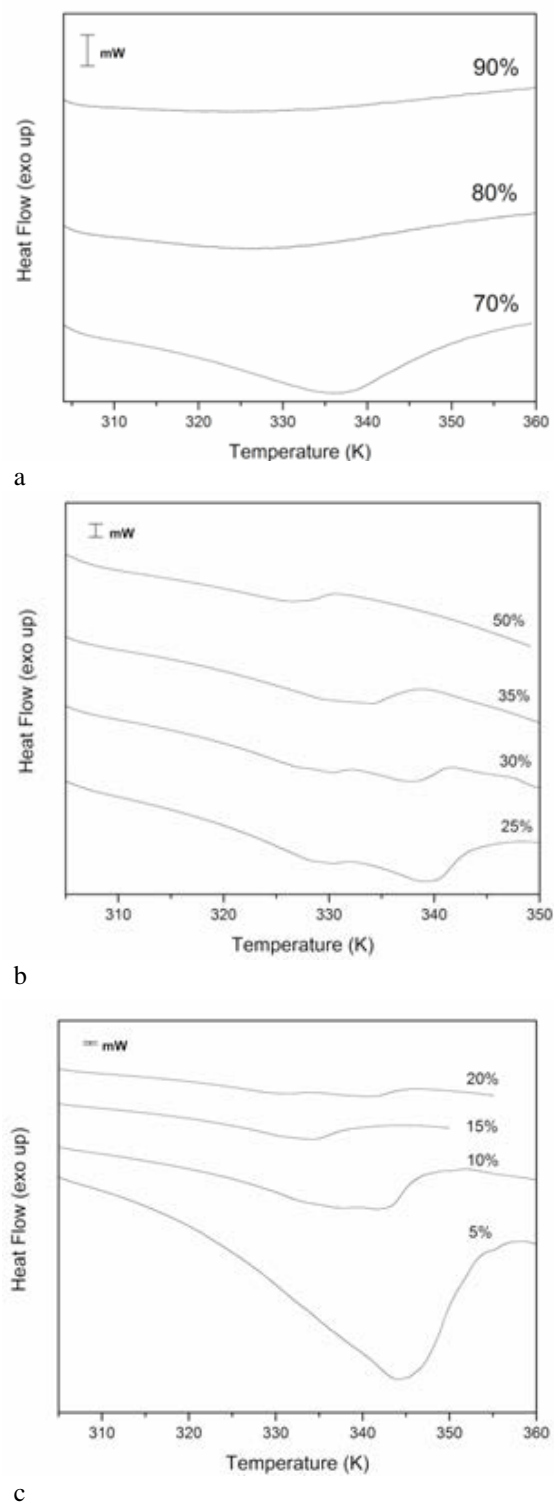 mW
90%
80%
70%
Heat Flow (exo up)
310 320 330 340 350 360
Temperature (K)
a
mW
50%
35%
30%
25%
Heat Flow (exo up)
310 320 330 340 350
Temperature (K)
b
mW
20%
15%
10%
5%
Heat Flow (exo up)
310 320 330 340 350 360
Temperature (K)
c